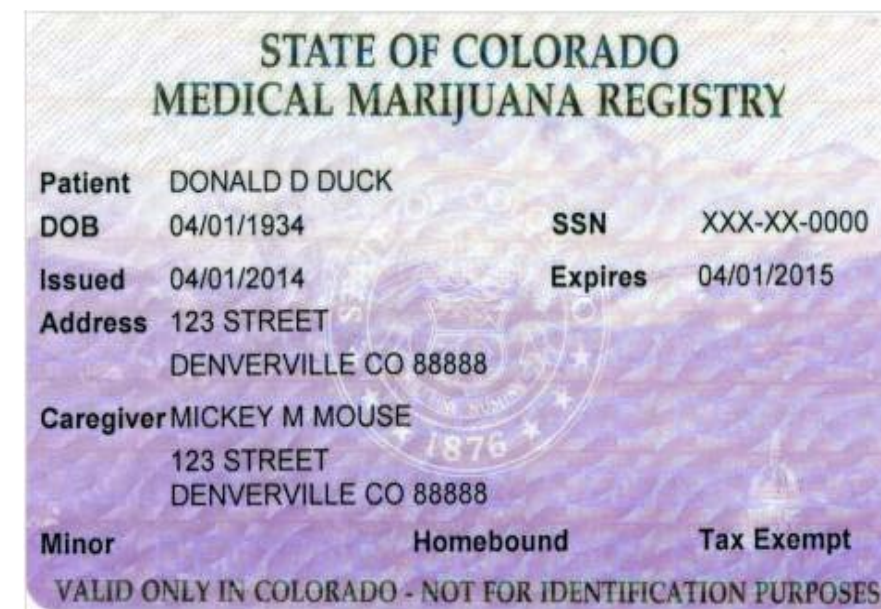 STATE OF COLORADO
MEDICAL MARIJUANA REGISTRY
Patient DONALD D DUCK
DOB 04/01/1934 SSN XXX-XX-0000
Issued 04/01/2014 Expires 04/01/2015
Address 123 STREET
DENVERVILLE CO 88888
Caregiver MICKEY M MOUSE
123 STREET
DENVERVILLE CO 88888
1876
Minor Homebound Tax Exempt
VALID ONLY IN COLORADO - NOT FOR IDENTIFICATION PURPOSES